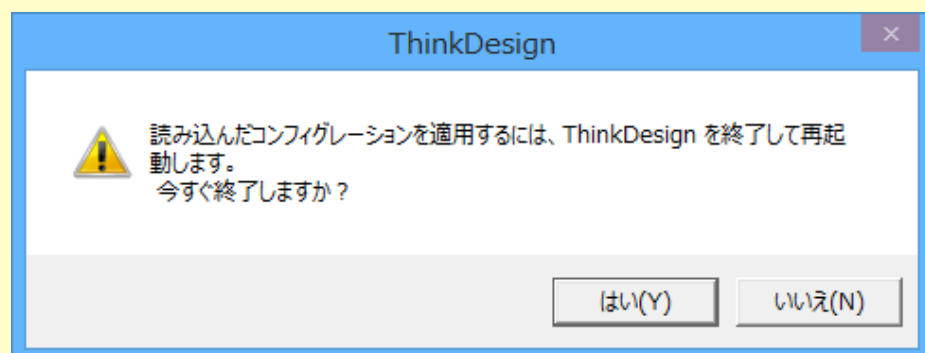 ThinkDesign
読み込んだコンフィグレーションを適用するには、ThinkDesign を終了して再起
動します。
今すぐ終了しますか？
はい(Y)
いいえ(N)